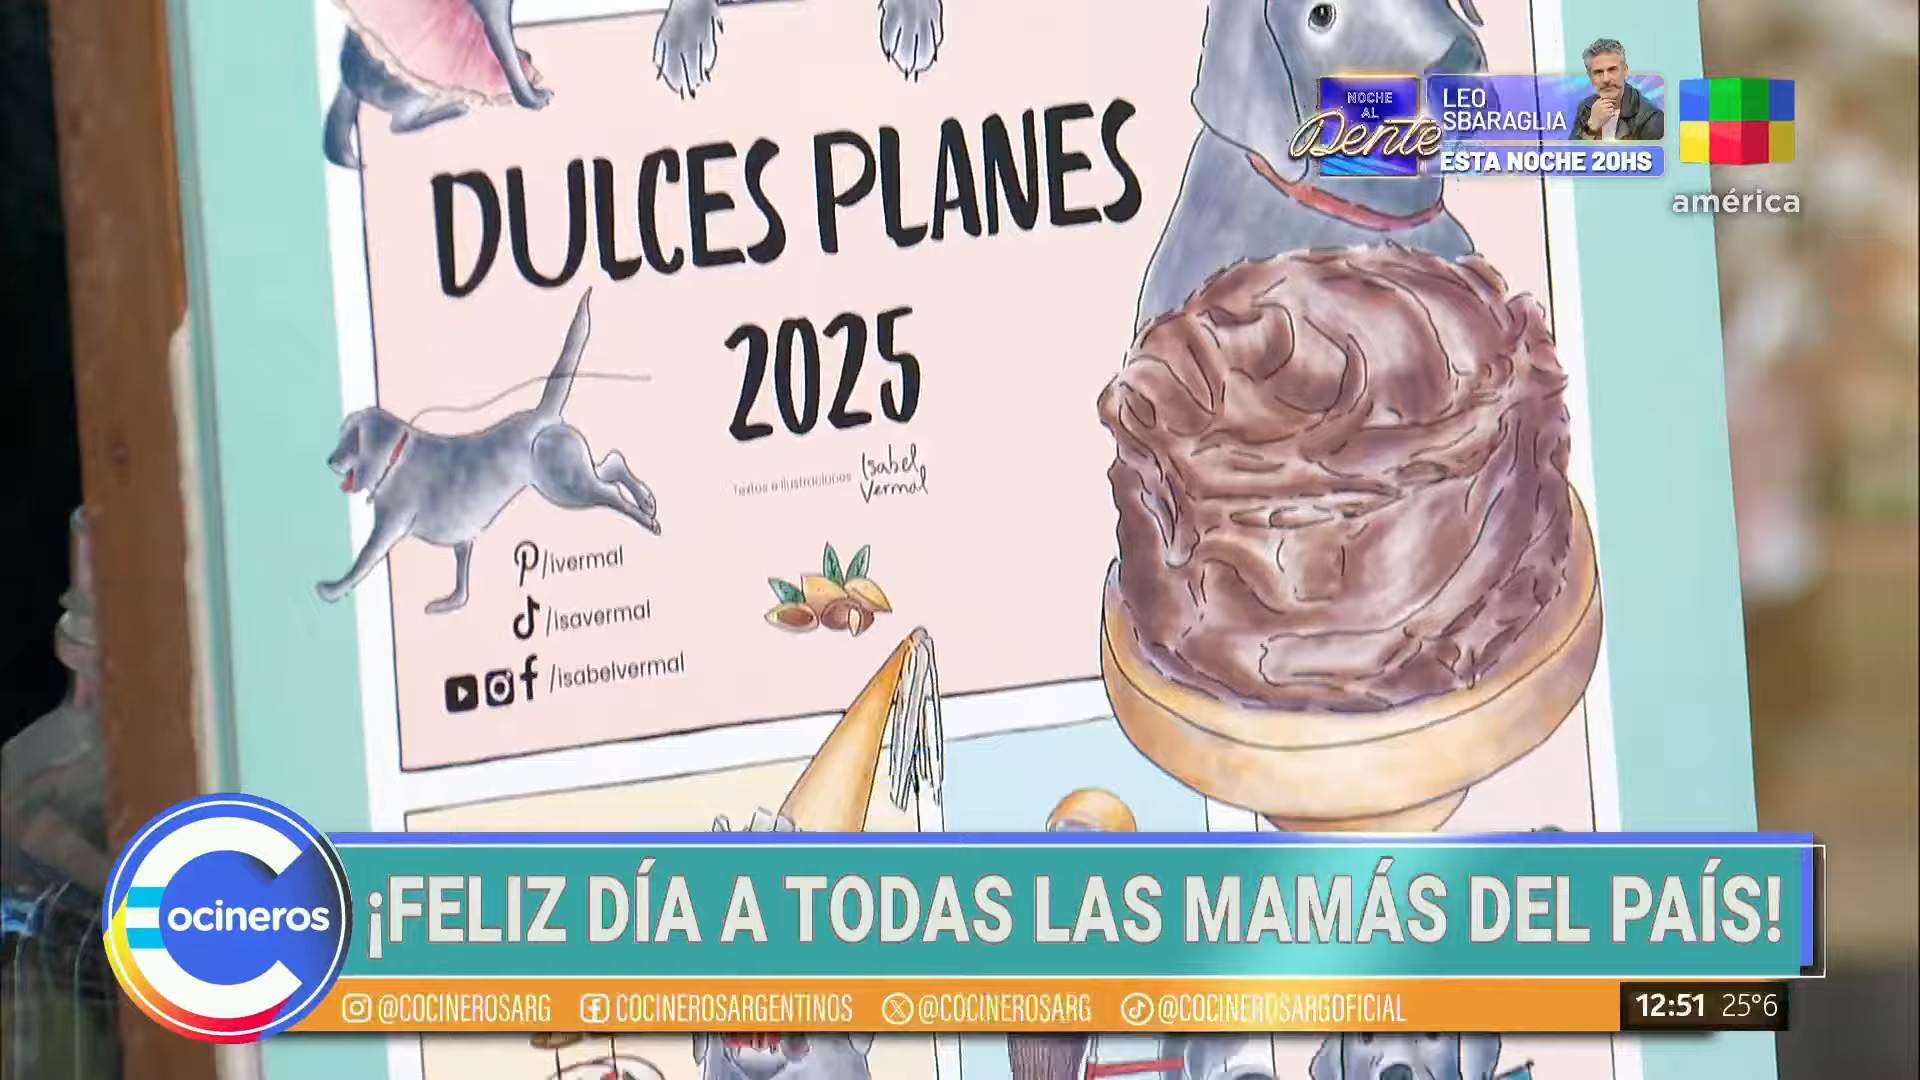 DULCES PLANES
2025
Textos e ilustraciones Isabel Vermal
/ivermal
/isavermal
/isabelvermal
NOCHE
AL
Dente
LEO
SBARAGLIA
ESTA NOCHE 20HS
américa
Cocineros
¡FELIZ DÍA A TODAS LAS MAMÁS DEL PAÍS!
@COCINEROSARG COCINEROSARGENTINOS @COCINEROSARG @COCINEROSARGOFICIAL
12:51 25°6